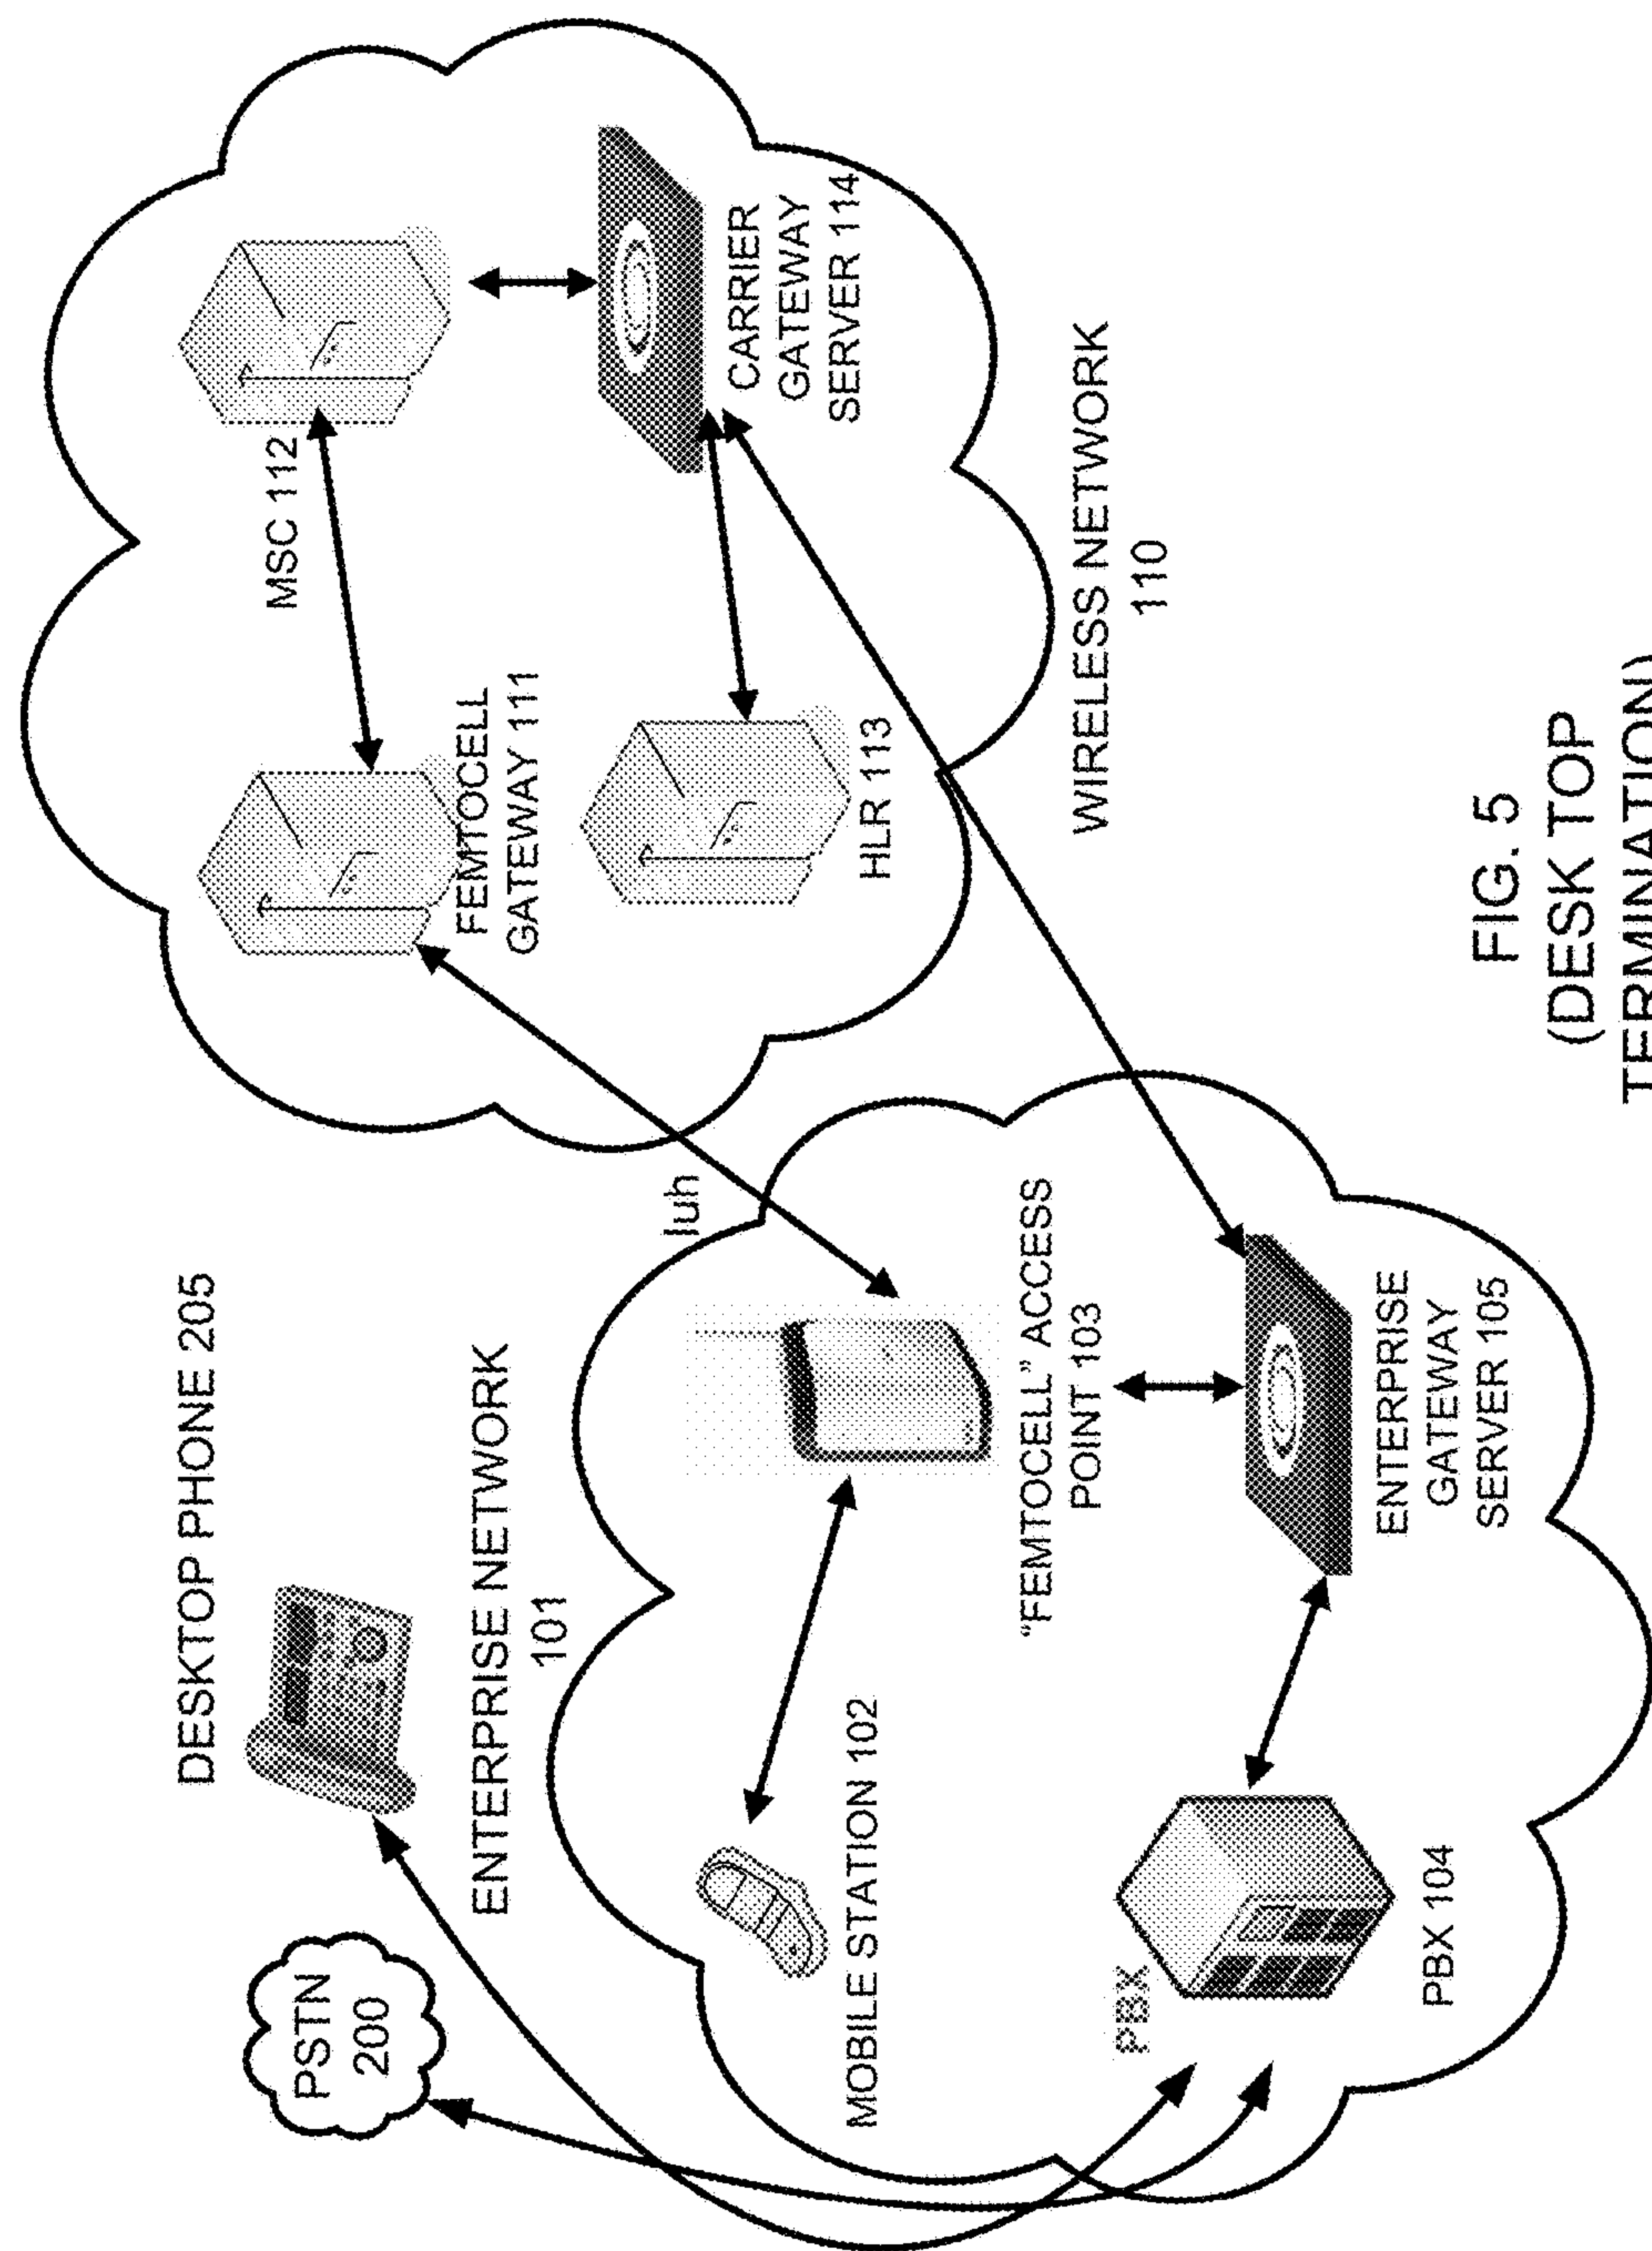 DESKTOP PHONE 205
PSTN
200
ENTERPRISE NETWORK
101
MOBILE STATION 102
Iuh
"FEMTOCELL" ACCESS
POINT 103
PBX
PBX 104
ENTERPRISE
GATEWAY
SERVER 105
MSC 112
FEMTOCELL
GATEWAY 111
CARRIER
GATEWAY
SERVER 114
HLR 113
WIRELESS NETWORK
110
FIG. 5
(DESK TOP
TERMINATION)